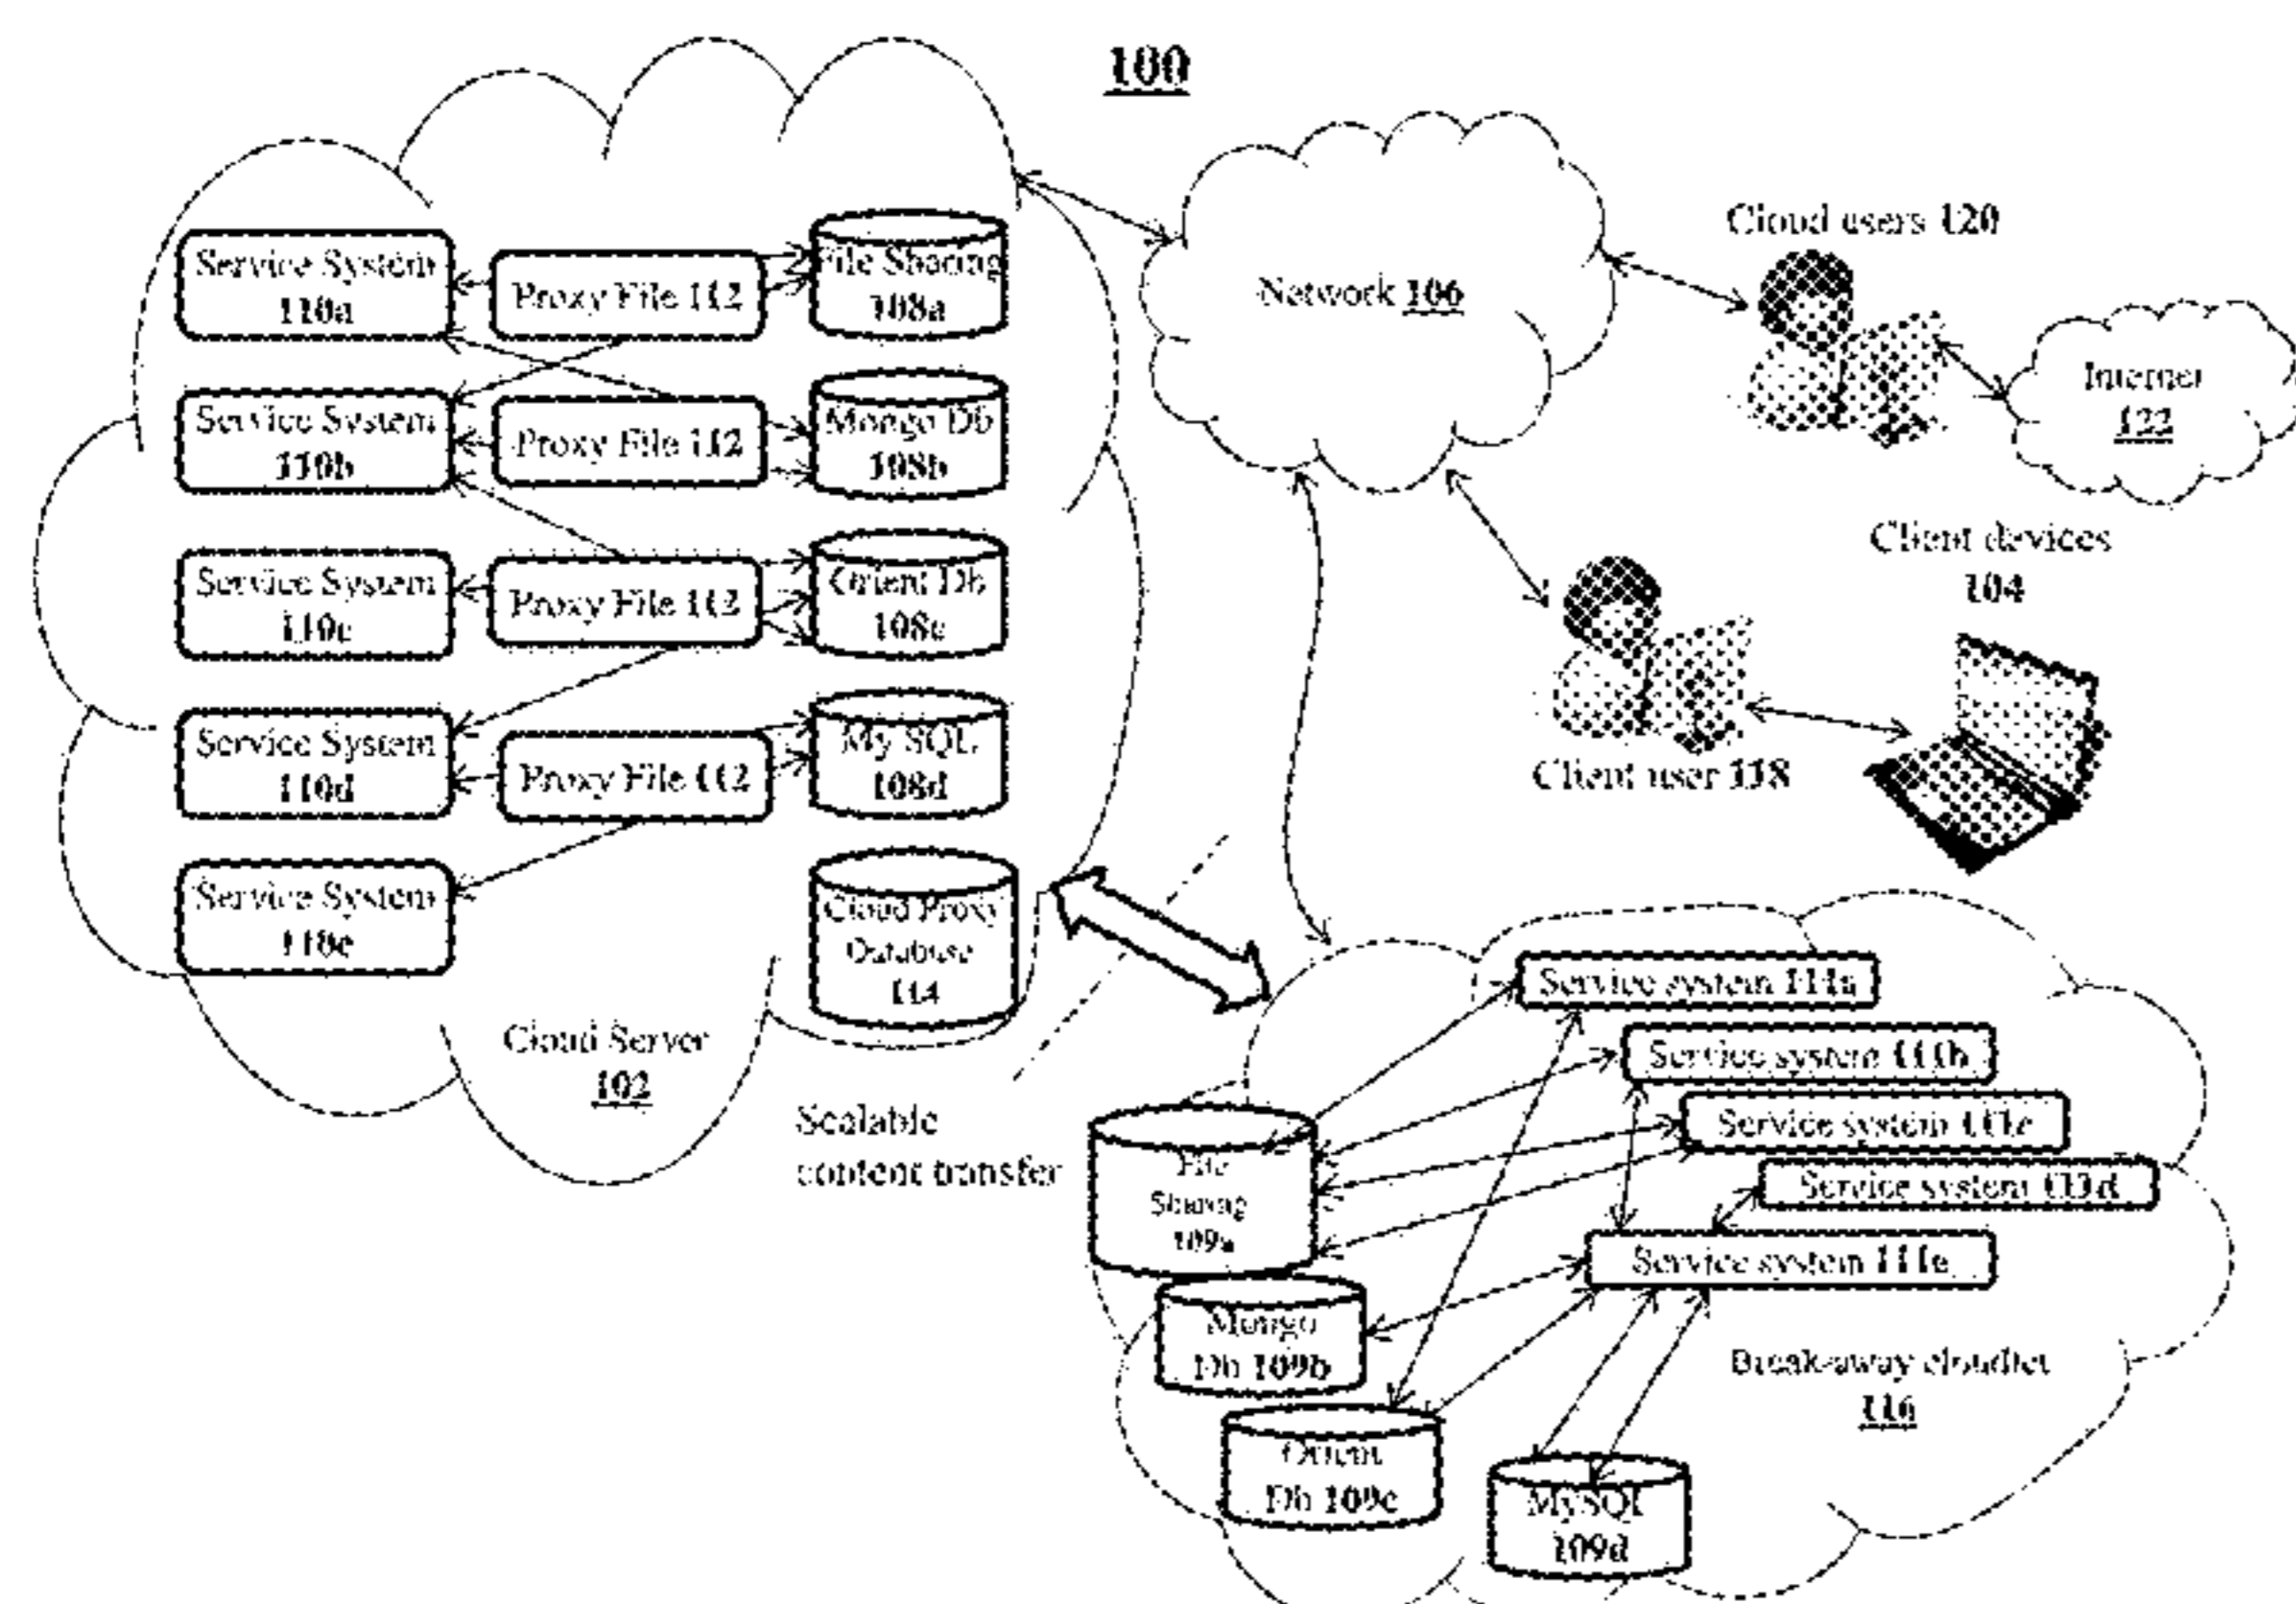 100
Service System
110a
Proxy File 112
File Sharing
108a
Service System
110b
Proxy File 112
Mongo Db
108b
Service System
110c
Proxy File 112
Orient Db
108c
Service System
110d
Proxy File 112
My SQL
108d
Service System
110e
Cloud Proxy
Database
114
Cloud Server
102
Network 106
Cloud users 120
Internet
122
Client devices
104
Client user 118
Scalable
content transfer
Service system 111a
Service system 111b
Service system 111c
Service system 111d
Service system 111e
File
Sharing
109a
Mongo
Db 109b
Orient
Db 109c
MySQL
109d
Break-away cloudlet
116